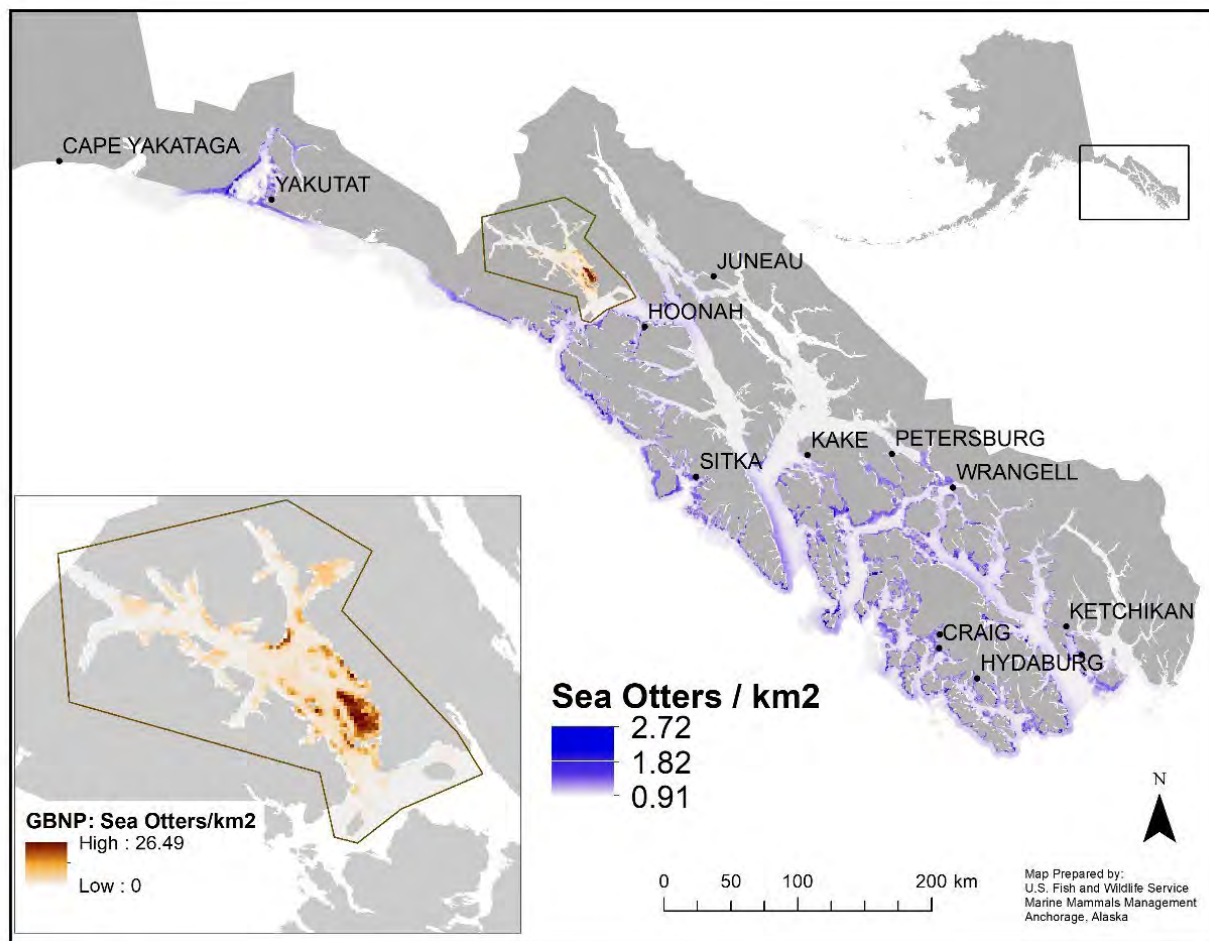 CAPE YAKATAGA
YAKUTAT
JUNEAU
HOONAH
KAKE
PETERSBURG
SITKA
WRANGELL
KETCHIKAN
CRAIG
HYDABURG
Sea Otters / km2
2.72
1.82
0.91
GBNP: Sea Otters/km2
High : 26.49
Low : 0
N
0 50 100 200 km
Map Prepared by:
U.S. Fish and Wildlife Service
Marine Mammals Management
Anchorage, Alaska